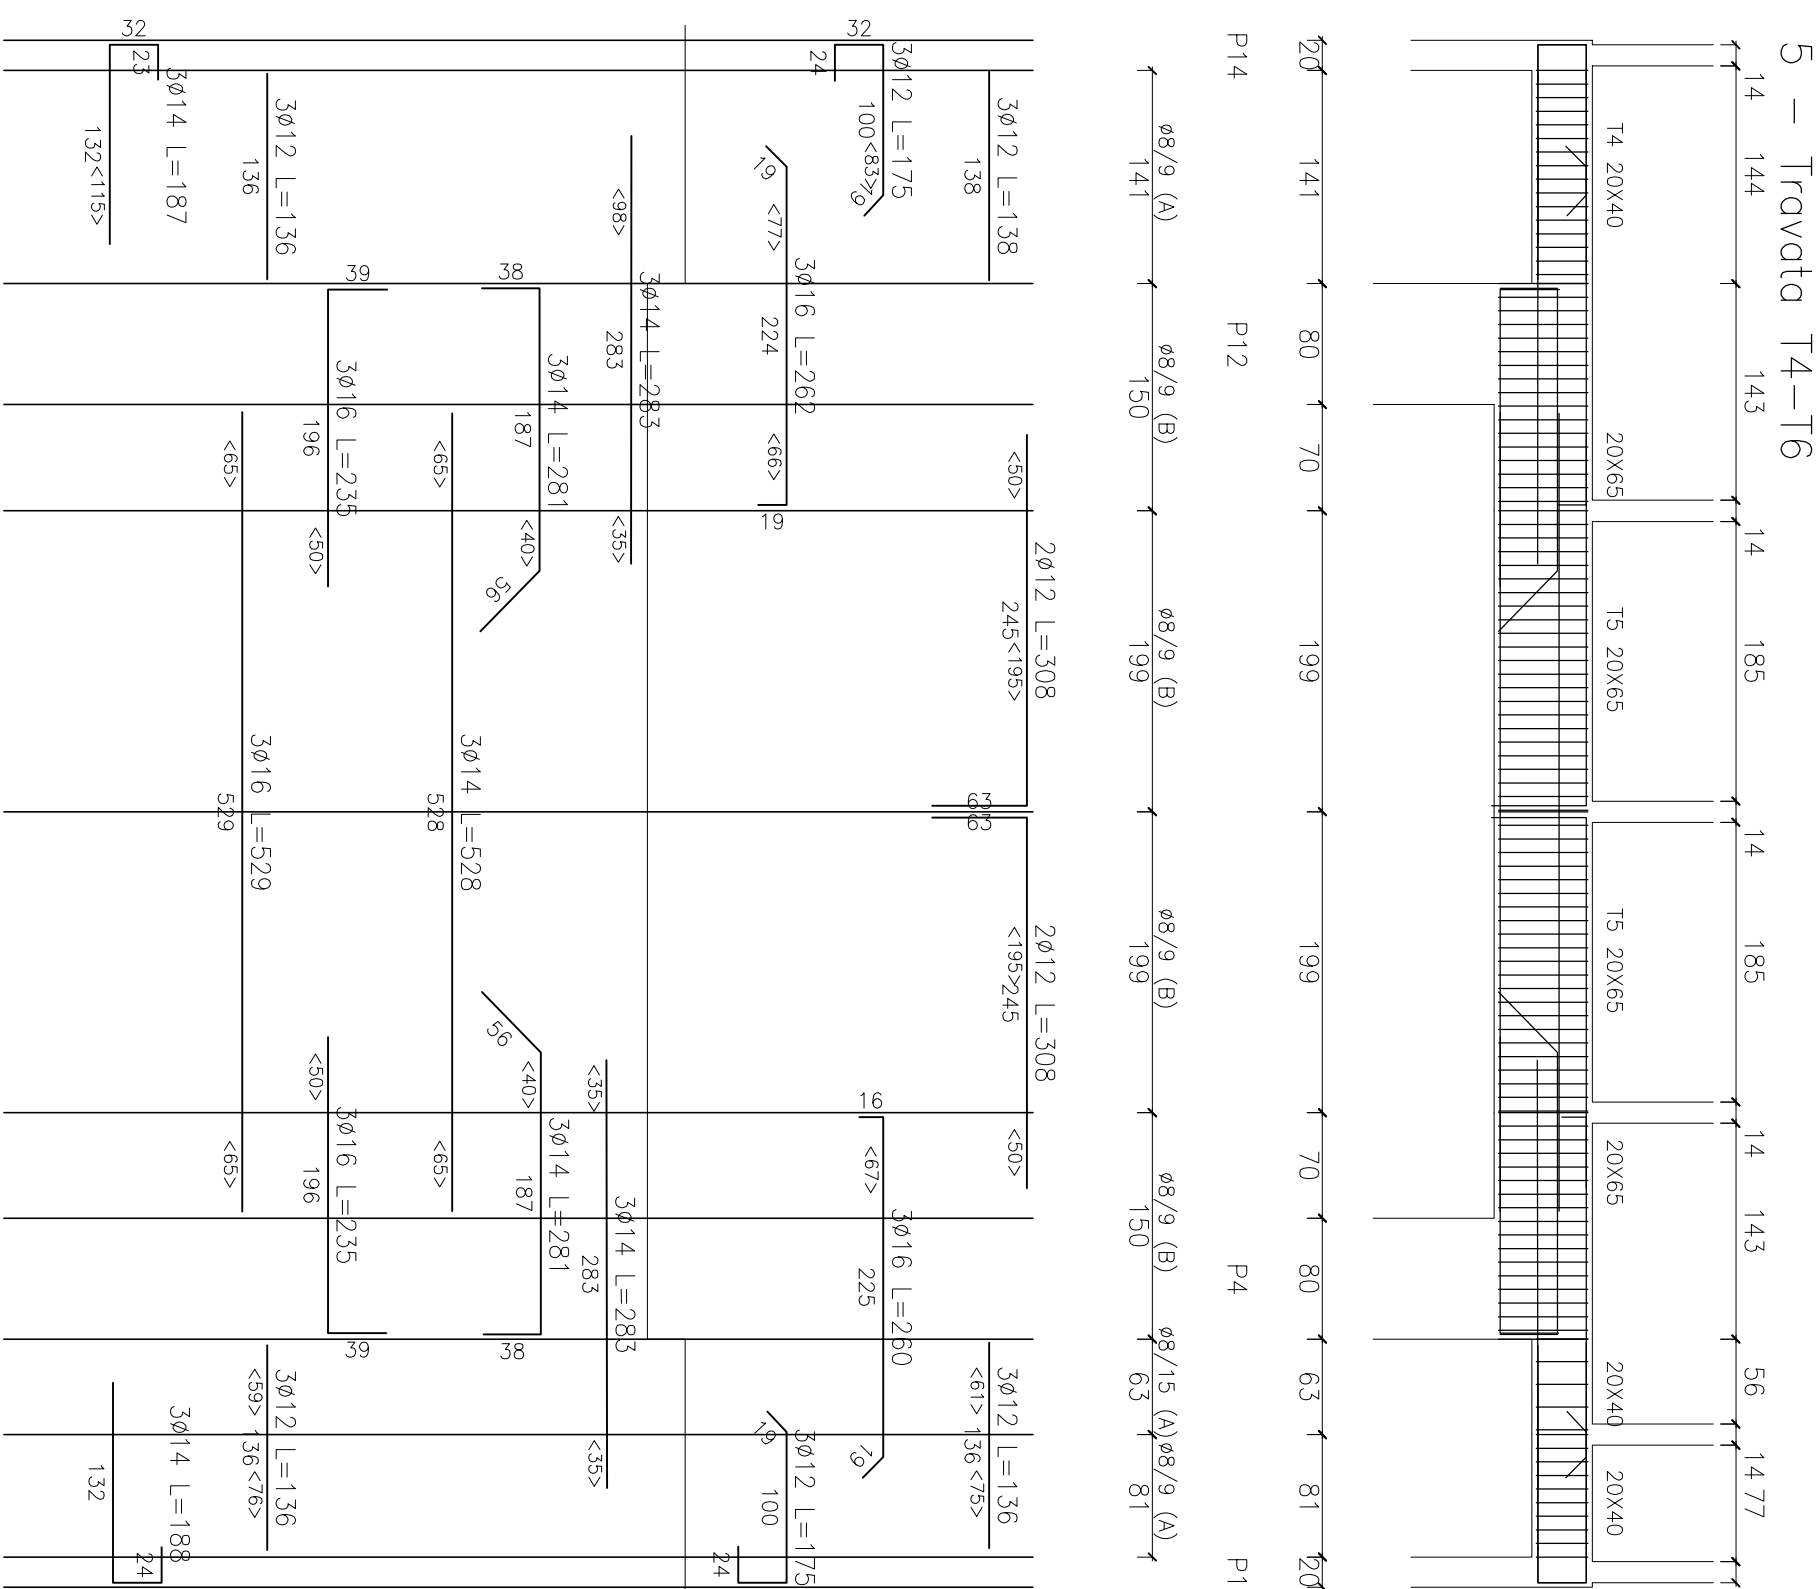 5 - Travata T4-T6
14 144 143 14 185 14 185 14 143 56 14 77
T4 20X40 20X65 T5 20X65 T5 20X65 20X65 20X40 20X40
20 141 80 70 199 199 70 80 63 81 20
P14 P12 P4 P1
ø8/9 (A) ø8/9 (B) ø8/9 (B) ø8/9 (B) ø8/9 (B) ø8/15 (A) ø8/9 (A)
141 150 199 199 150 63 81
2ø12 L=308 2ø12 L=308
<50> 245<195> <195>245 <50>
3ø12 L=138 3ø12 L=136
138 63 63 <61> 136 <75>
3ø12 L=175 3ø16 L=260
32 100<83> 19 16 <67> 225 19
24
3ø16 L=262 3ø12 L=175
19 <77> 224 <66> 19 19 100
24
3ø14 L=283 3ø14 L=283
<98> 283 <35> <35> 283 <35>
3ø14 L=281 3ø14 L=281
38 187 <40> 56 56 <40> 187 38
3ø14 L=528
<65> 528 <65>
3ø16 L=235 3ø16 L=235
39 196 <50> <50> 196 39
3ø12 L=136 3ø12 L=136
136 <59> 136<76>
3ø16 L=529
<65> 529 <65>
3ø14 L=187 3ø14 L=188
32 23 132<115> 132 24